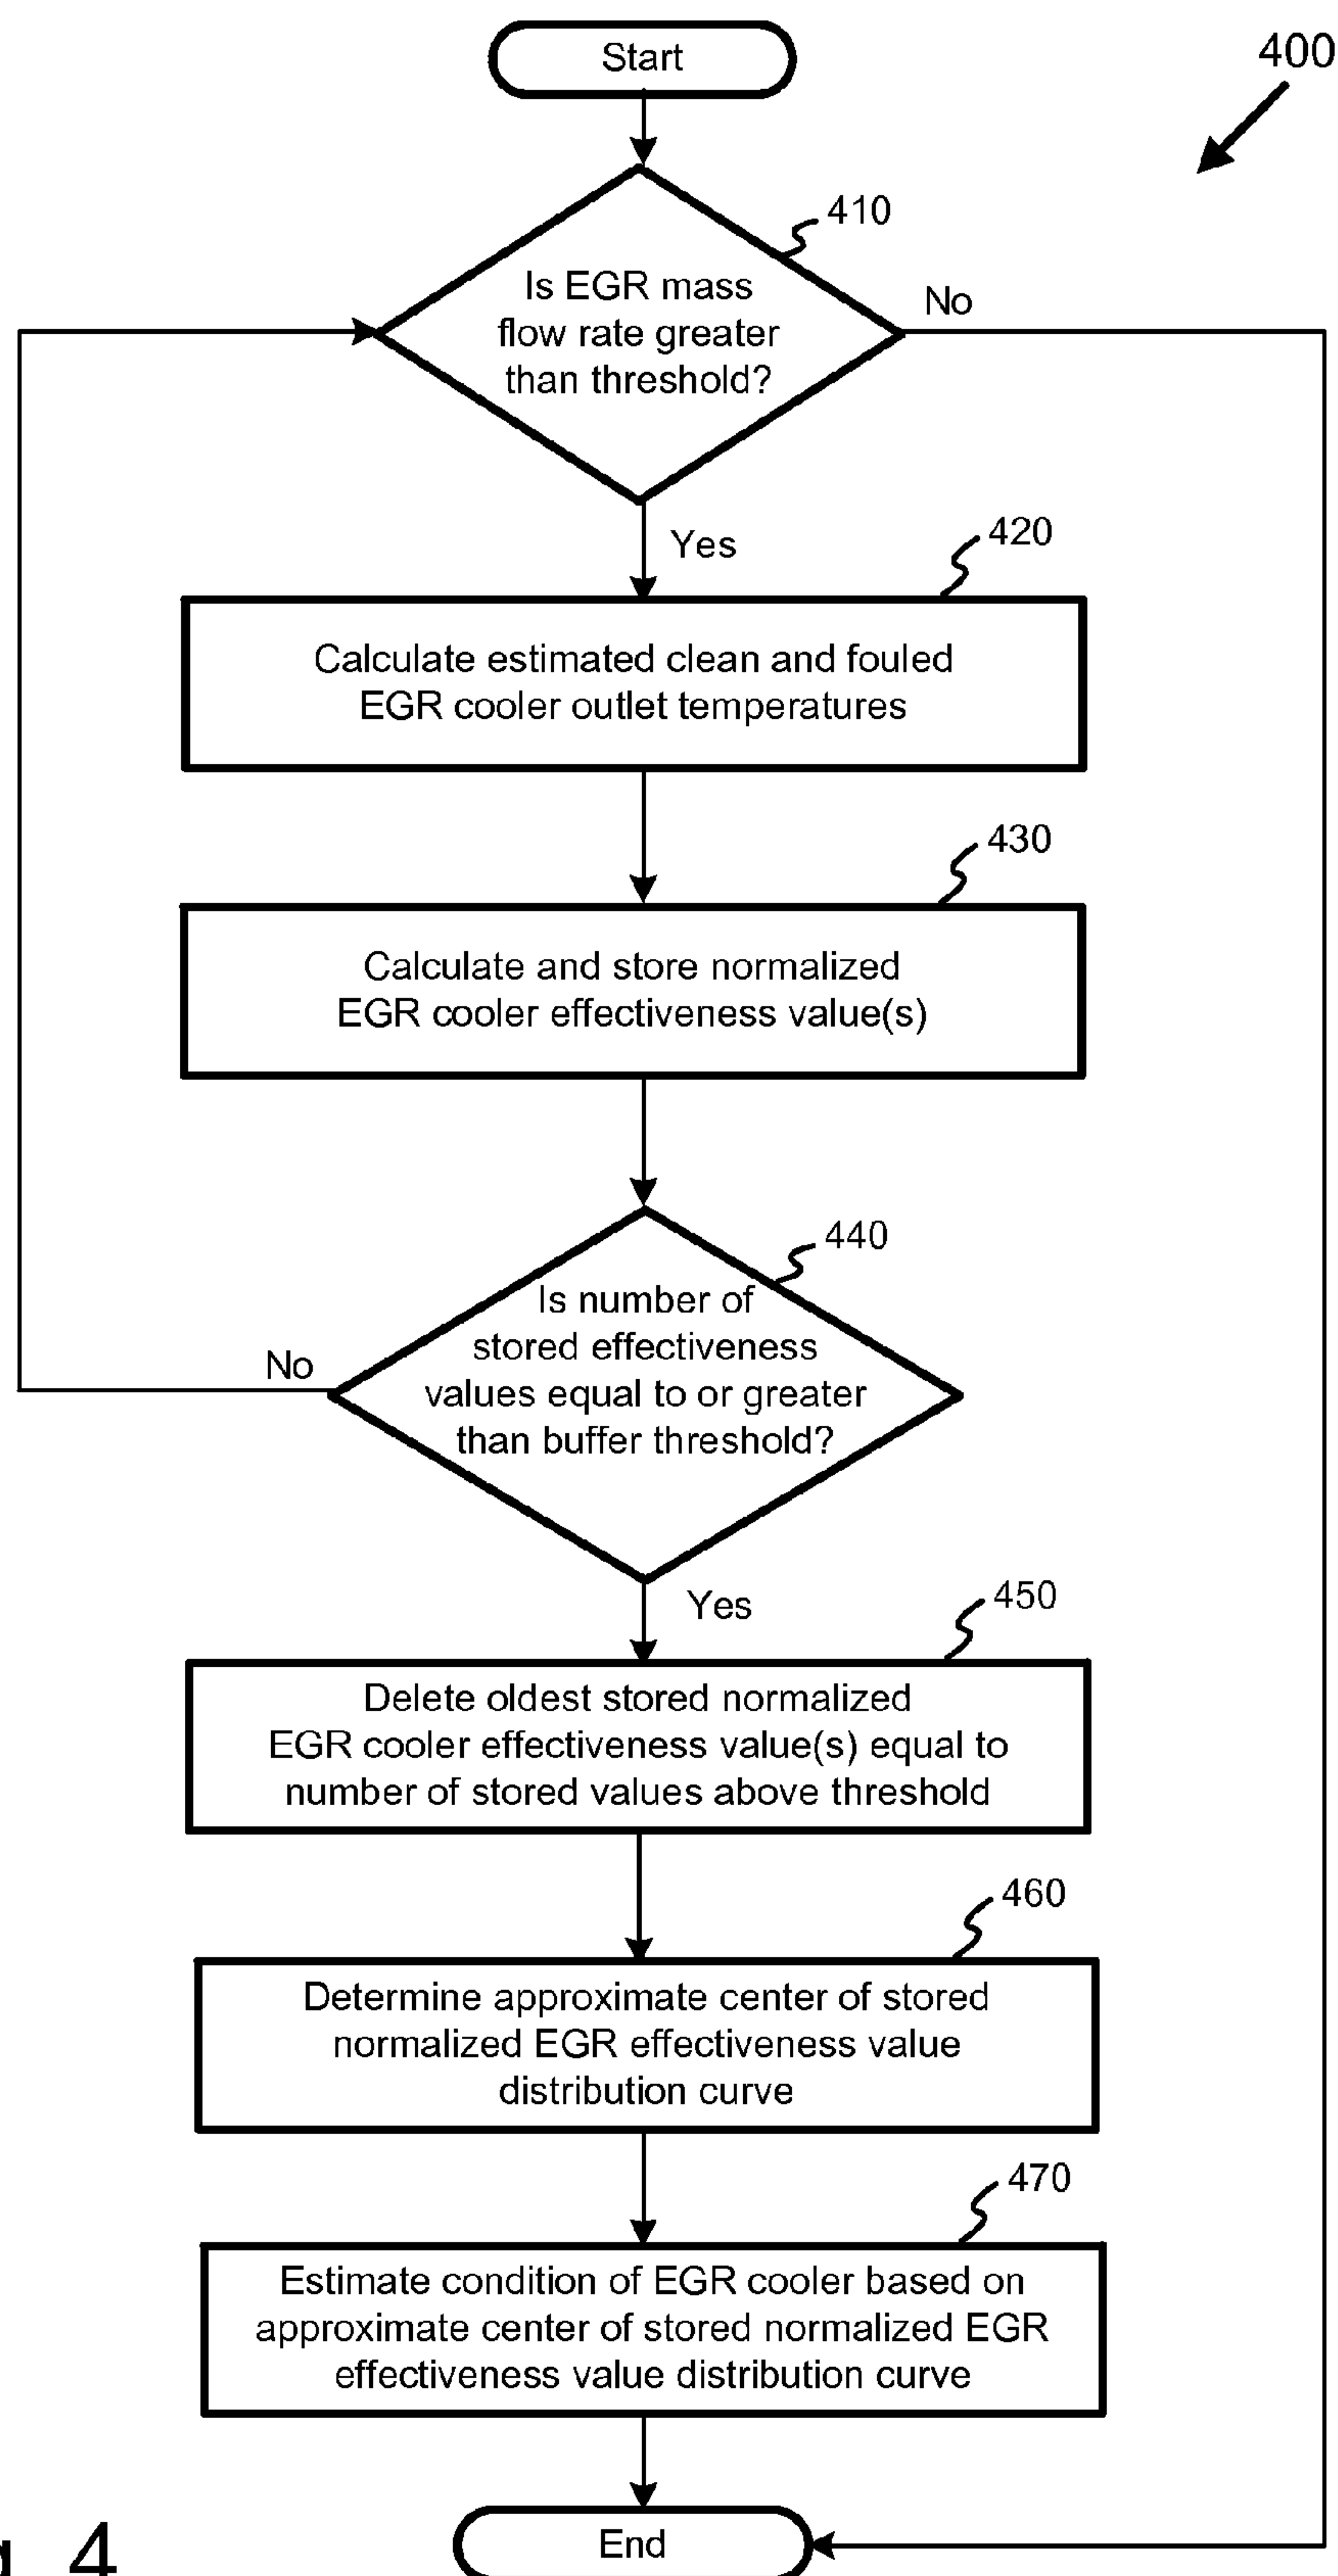 Start
400
410
Is EGR mass
flow rate greater
than threshold?
No
Yes
420
Calculate estimated clean and fouled
EGR cooler outlet temperatures
430
Calculate and store normalized
EGR cooler effectiveness value(s)
440
Is number of
stored effectiveness
values equal to or greater
than buffer threshold?
No
Yes
450
Delete oldest stored normalized
EGR cooler effectiveness value(s) equal to
number of stored values above threshold
460
Determine approximate center of stored
normalized EGR effectiveness value
distribution curve
470
Estimate condition of EGR cooler based on
approximate center of stored normalized EGR
effectiveness value distribution curve
End
4